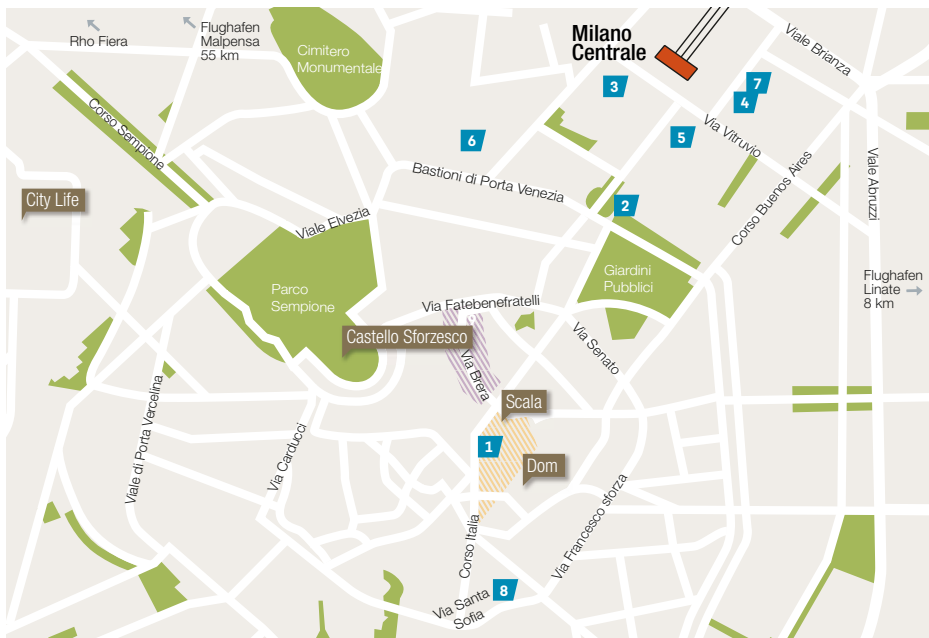 Rho Fiera
Flughafen
Malpensa
55 km
Cimitero
Monumentale
Milano
Centrale
Viale Brianza
3
7
4
5
6
Via Vitruvio
Corso Sempione
Bastioni di Porta Venezia
Corso Buenos Aires
Viale Abruzzi
City Life
2
Viale Elvezia
Giardini
Pubblici
Flughafen
Linate
8 km
Parco
Sempione
Via Fatebenefratelli
Castello Sforzesco
Via Brera
Via Senato
Viale di Porta Vercelina
Via Carducci
Scala
1
Dom
Via Francesco sforza
Corso Italia
8
Via Santa
Sofia